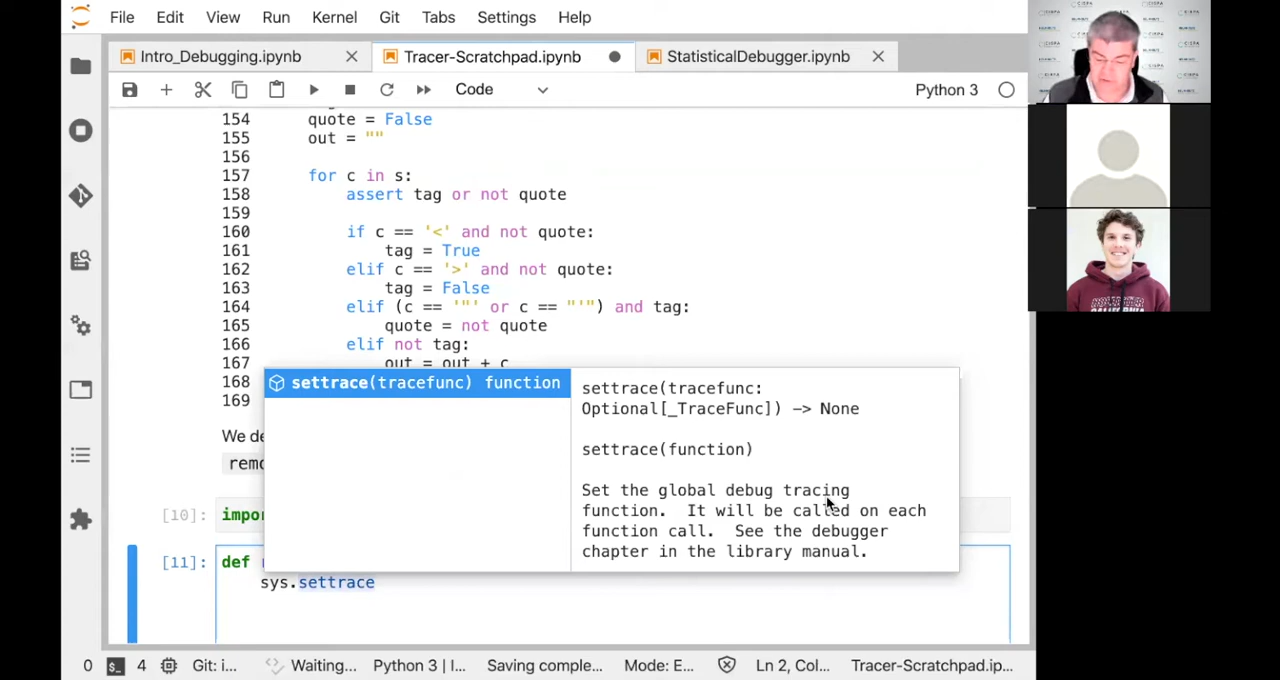 File Edit View Run Kernel Git Tabs Settings Help
Intro_Debugging.ipynb Tracer-Scratchpad.ipynb StatisticalDebugger.ipynb
Code Python 3
154 quote = False
155 out = ""
156
157 for c in s:
158 assert tag or not quote
159
160 if c == '<' and not quote:
161 tag = True
162 elif c == '>' and not quote:
163 tag = False
164 elif (c == '"' or c == "'") and tag:
165 quote = not quote
166 elif not tag:
167 out = out + c
168
169
settrace(tracefunc) function
settrace(tracefunc:
Optional[_TraceFunc]) -> None
settrace(function)
Set the global debug tracing
function. It will be called on each
function call. See the debugger
chapter in the library manual.
We de
remo
[10]: impor
[11]: def
sys.settrace
0 4 Git: i... Waiting... Python 3 | I... Saving comple... Mode: E... Ln 2, Col... Tracer-Scratchpad.ip...